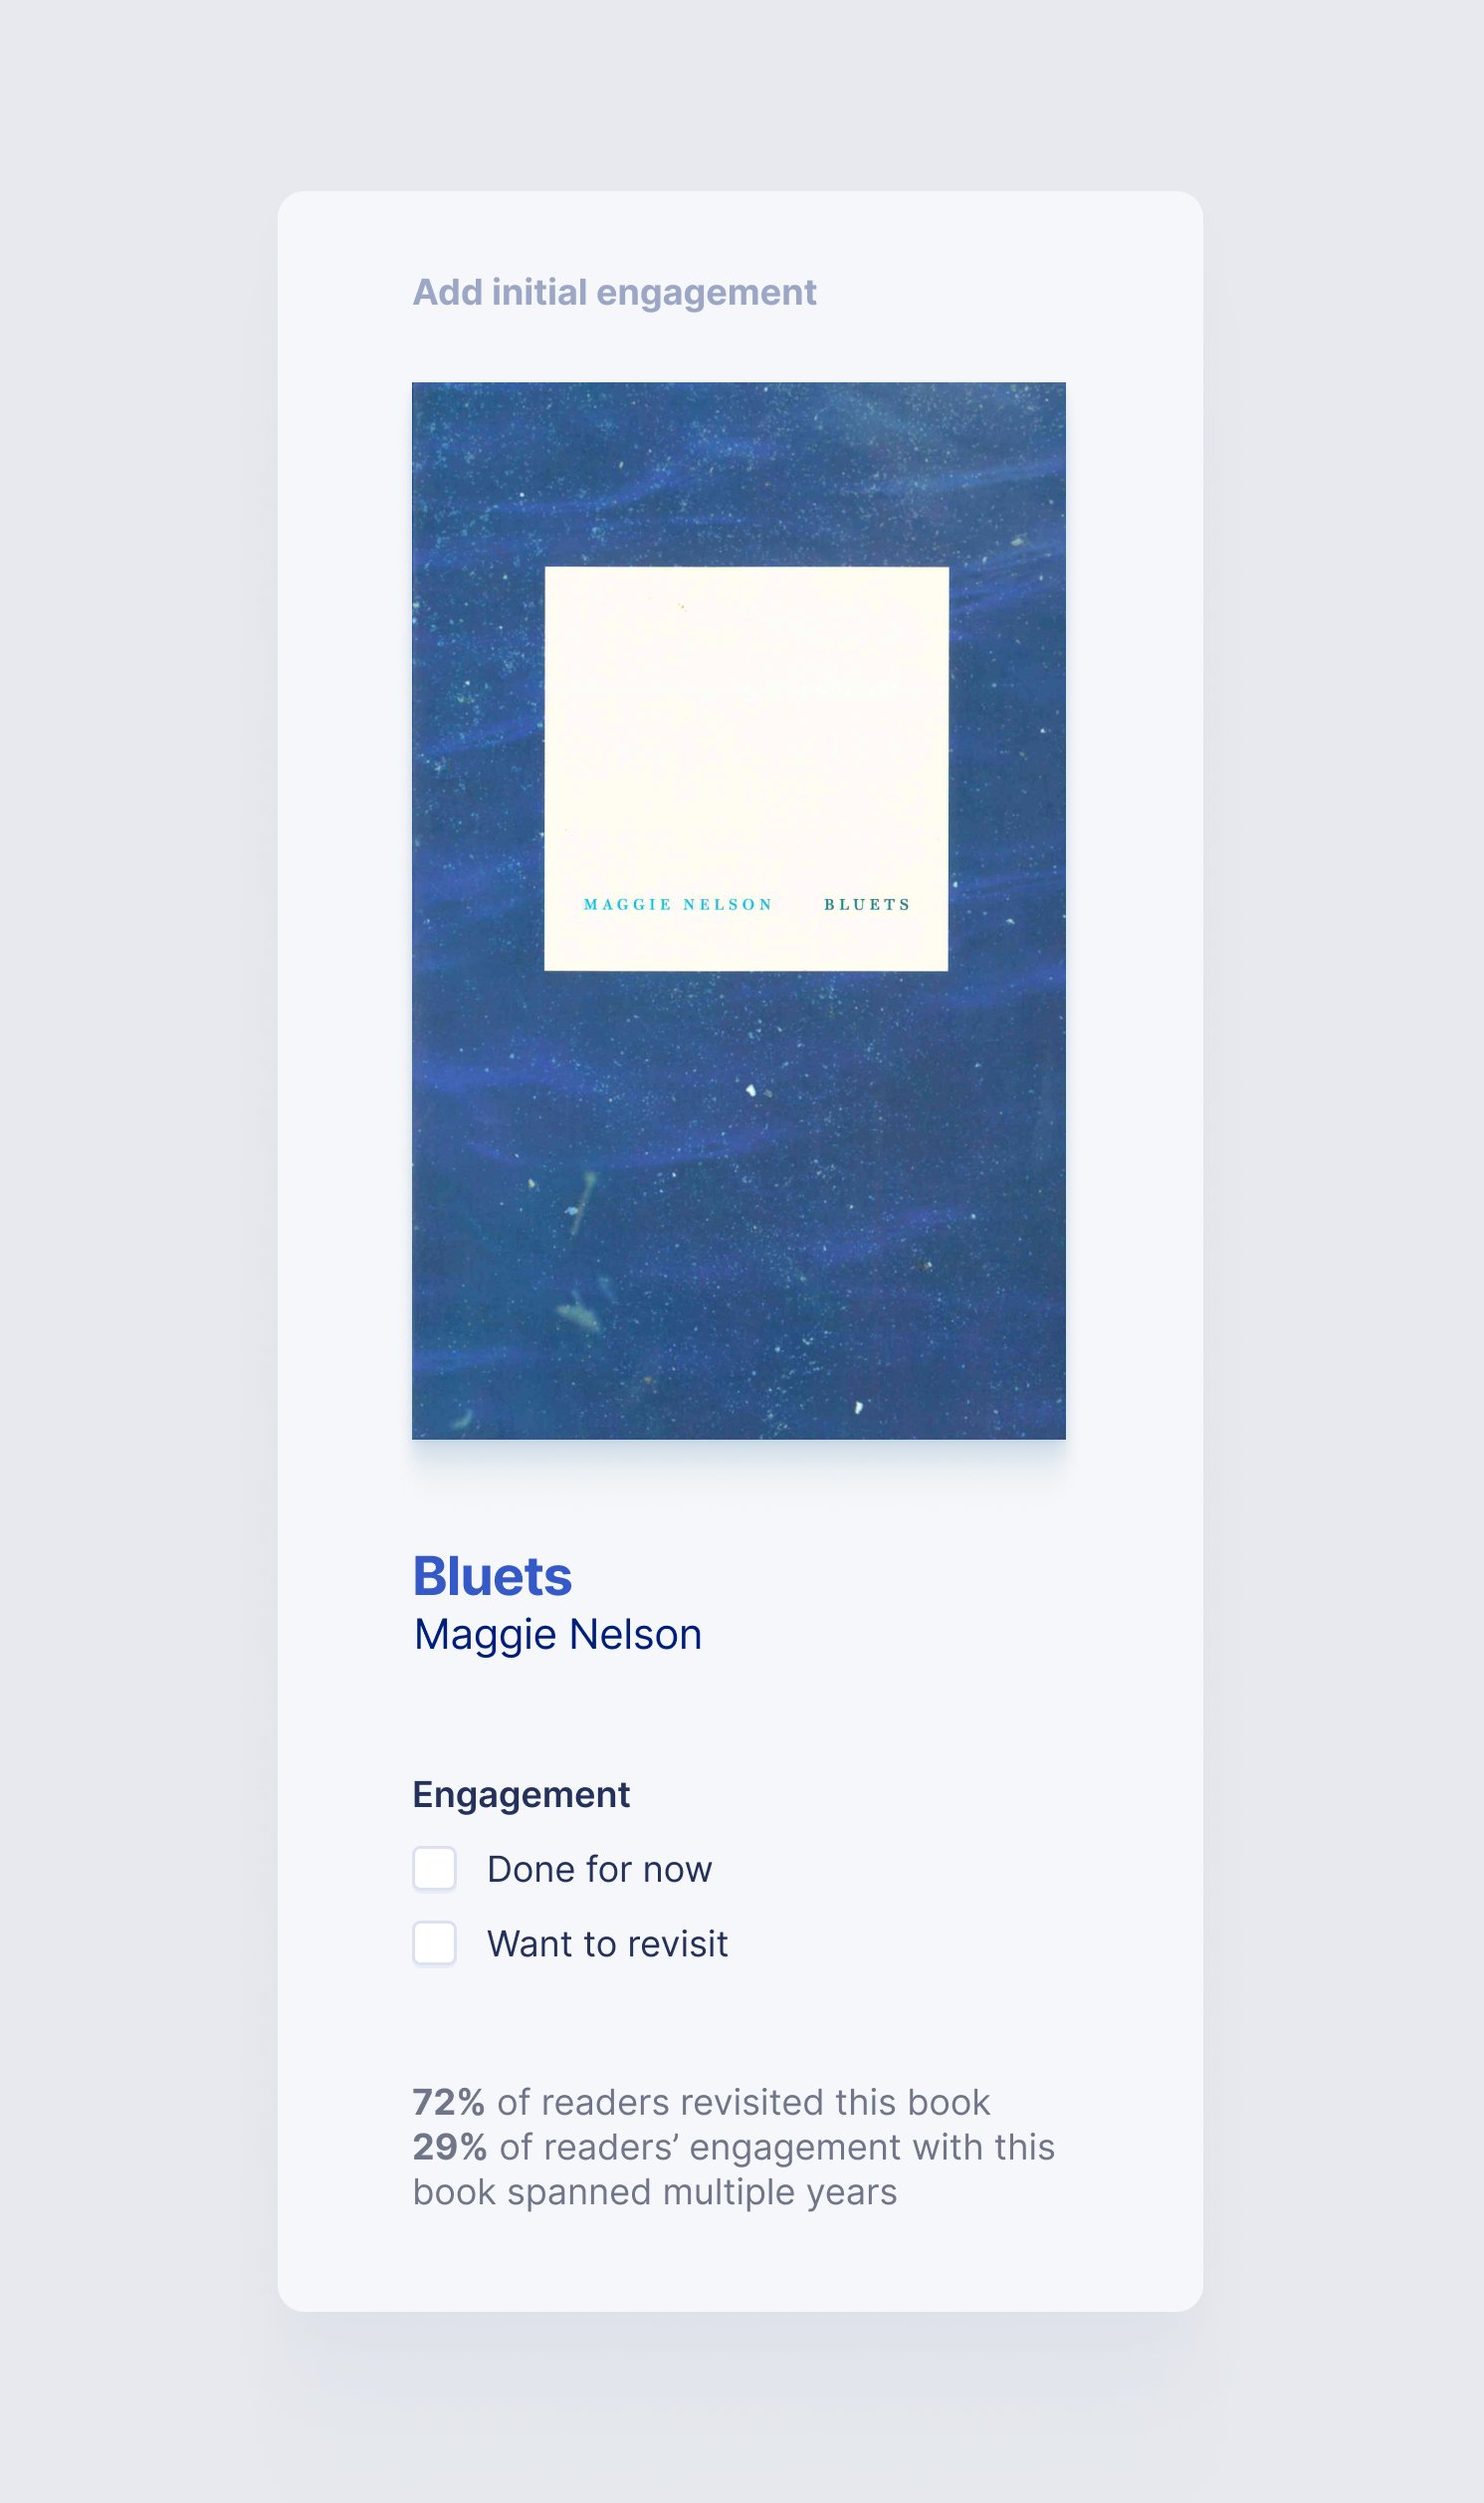 Add initial engagement
MAGGIE NELSON BLUETS
Bluets
Maggie Nelson
Engagement
Done for now
Want to revisit
72% of readers revisited this book
29% of readers’ engagement with this
book spanned multiple years